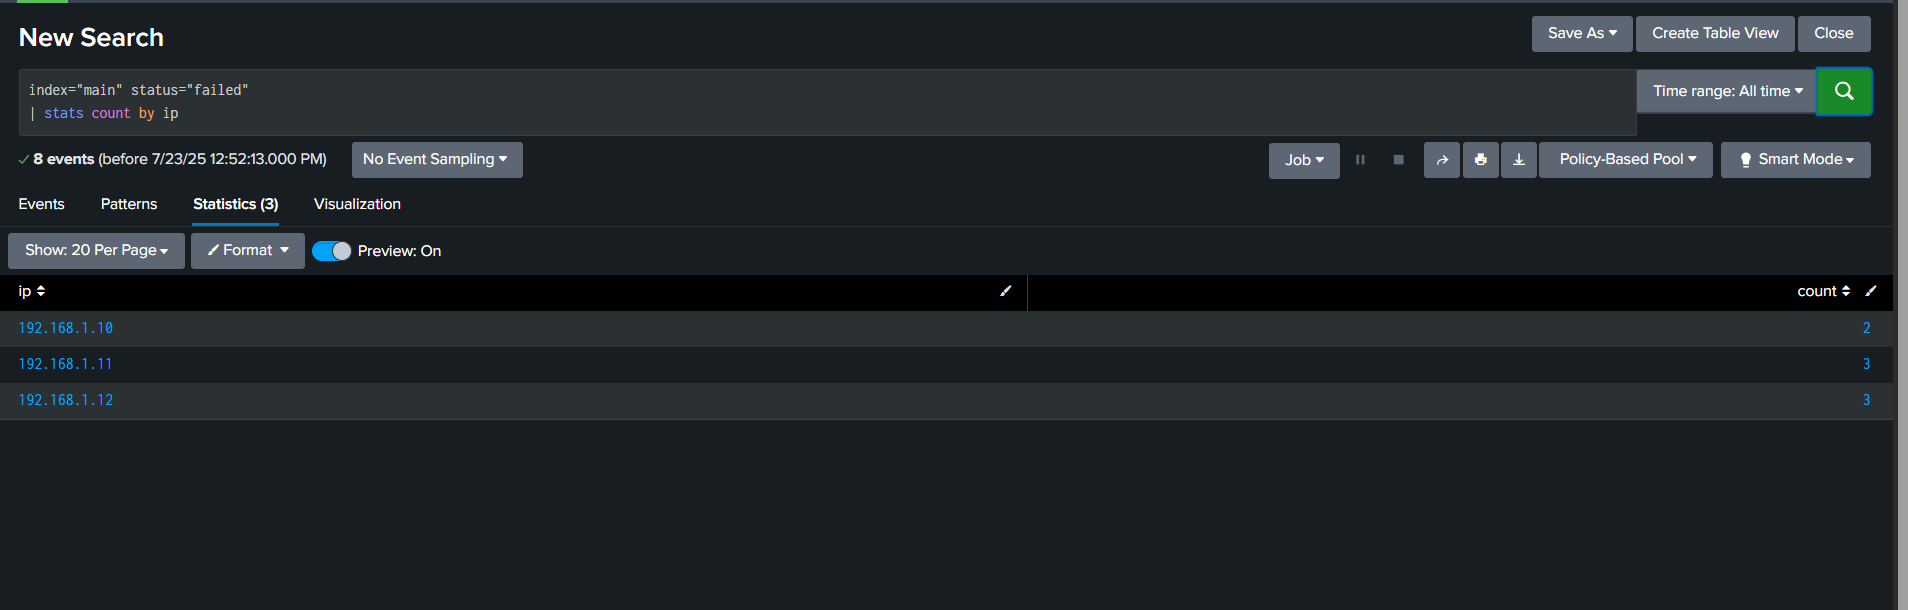 New Search
Save As
Create Table View
Close
index="main" status="failed"
| stats count by ip
Time range: All time
8 events (before 7/23/25 12:52:13.000 PM)
No Event Sampling
Job
Policy-Based Pool
Smart Mode
Events
Patterns
Statistics (3)
Visualization
Show: 20 Per Page
Format
Preview: On
ip
count
192.168.1.10
2
192.168.1.11
3
192.168.1.12
3